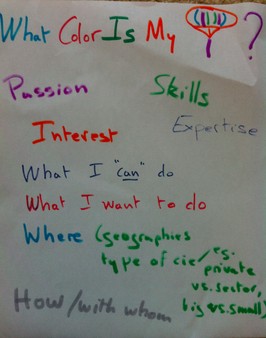 What Color Is My ?
Passion Skills
Interest Expertise
What I "can" do
What I want to do
Where (geographies
type of cie/ eg.
private
vs. sector,
big vs. small)
How/with whom